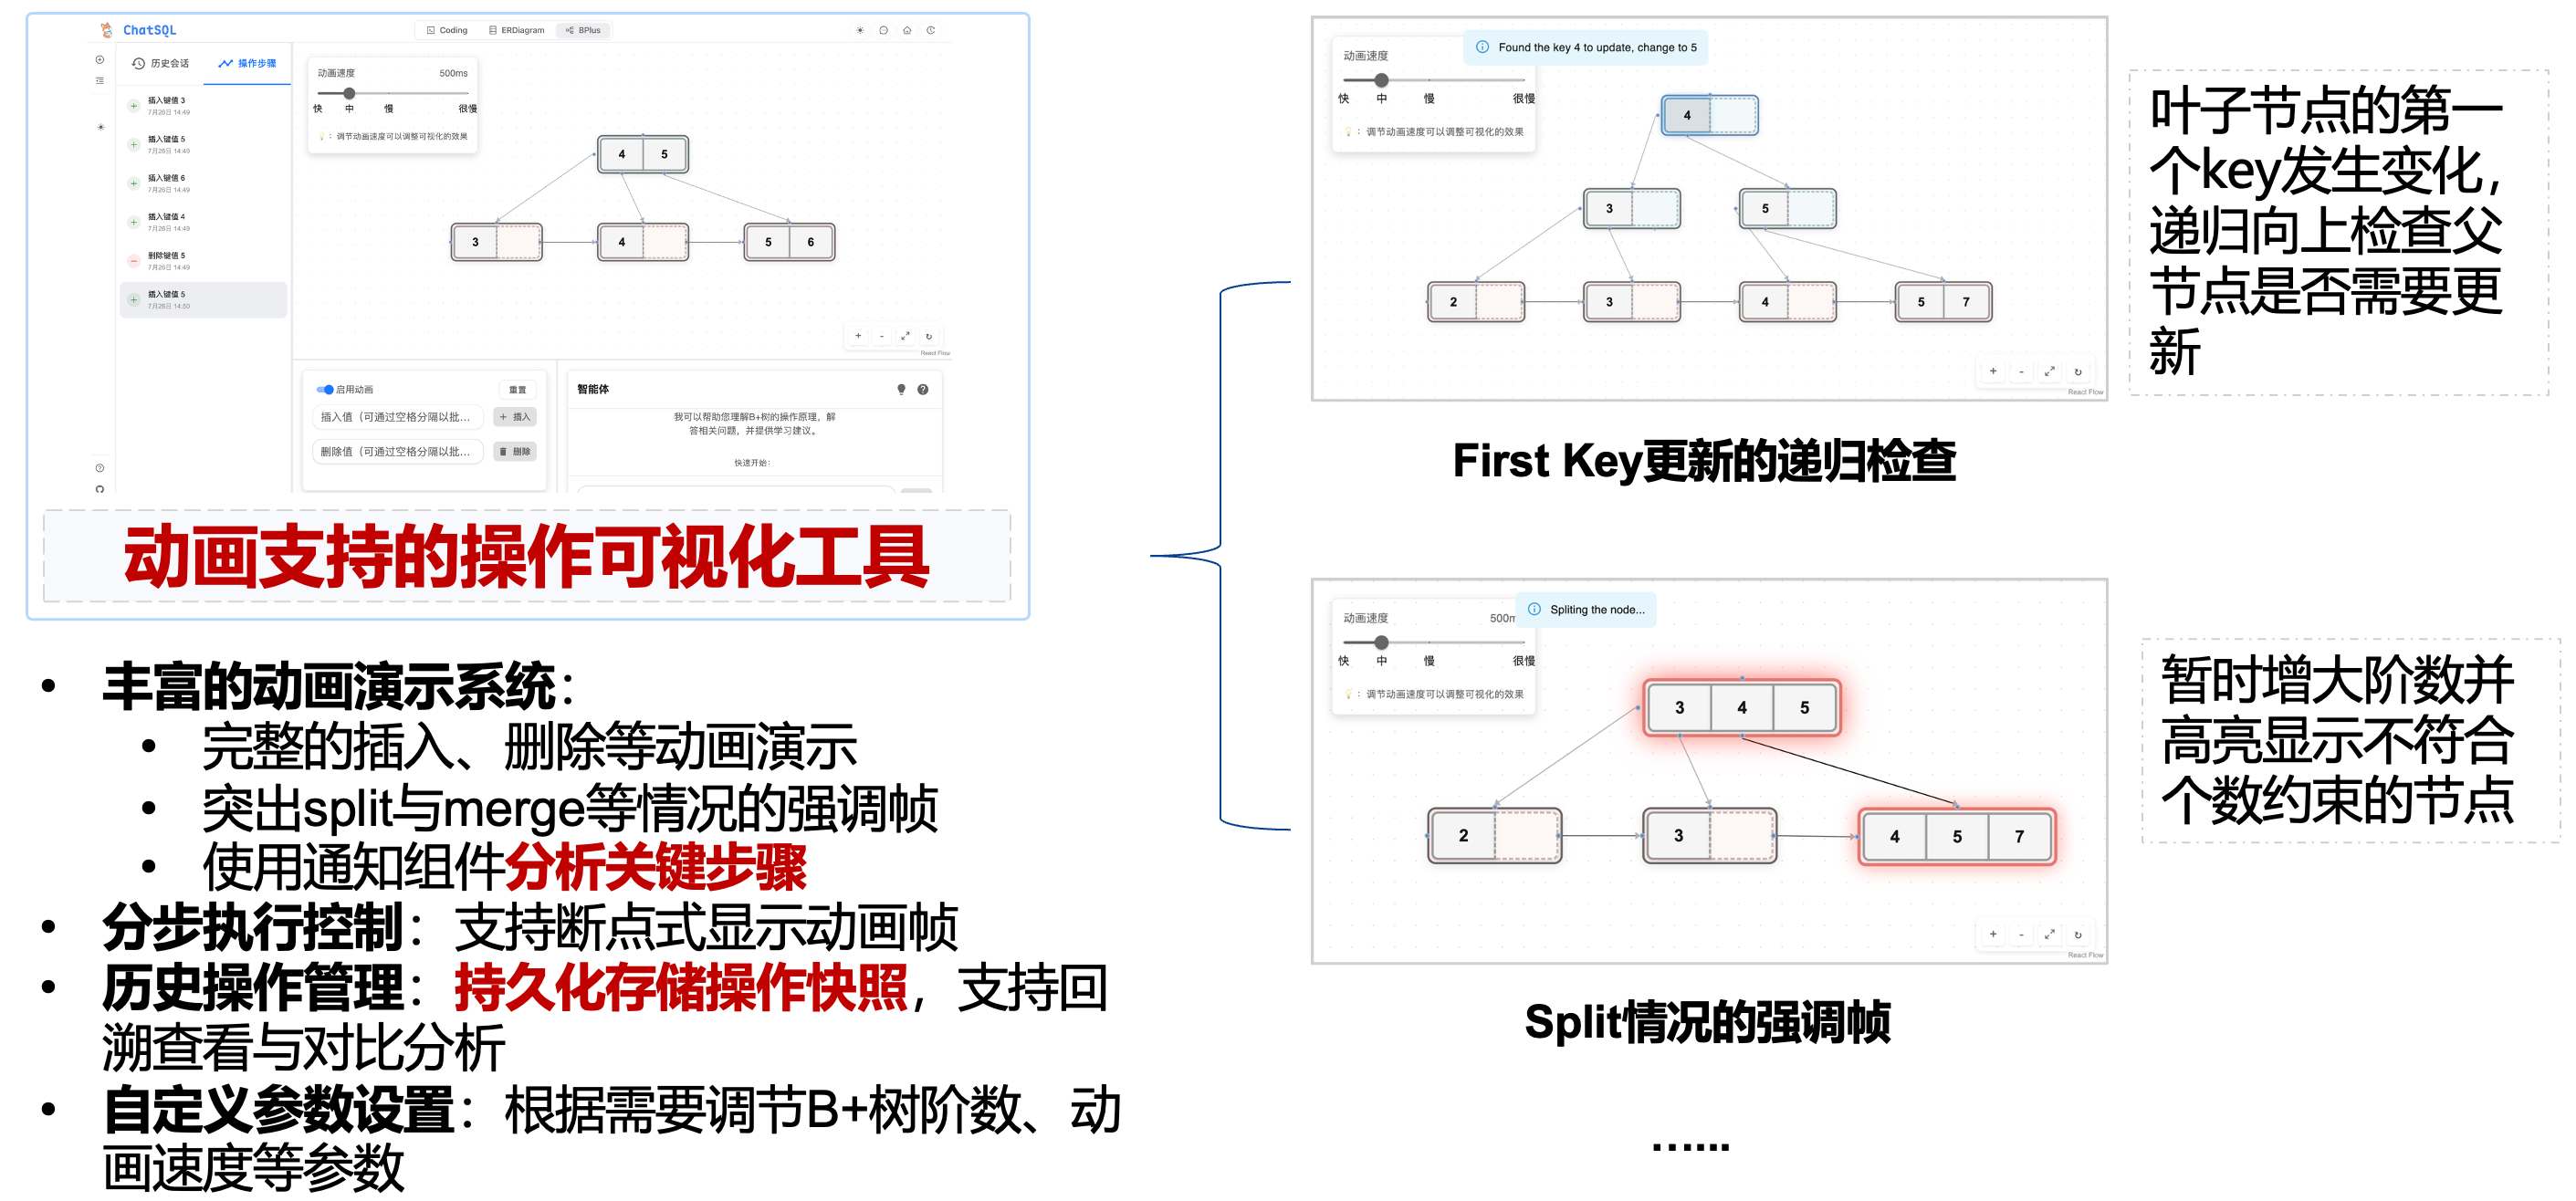 ChatSQL
Coding
ERDiagram
BPlus
历史会话
操作步骤
插入键值 3
7月26日 14:49
插入键值 5
7月26日 14:49
插入键值 6
7月26日 14:49
插入键值 4
7月26日 14:49
删除键值 5
7月26日 14:49
插入键值 5
7月26日 14:50
动画速度 500ms
快 中 慢 很慢
💡：调节动画速度可以调整可视化的效果
4 5
3 4 5 6
+ - ⤢ ↻
React Flow
启用动画 重置
插入值（可通过空格分隔以批... + 插入
删除值（可通过空格分隔以批... 删除
智能体
我可以帮助您理解B+树的操作原理，解
答相关问题，并提供学习建议。
快速开始：
动画支持的操作可视化工具
• 丰富的动画演示系统：
• 完整的插入、删除等动画演示
• 突出split与merge等情况的强调帧
• 使用通知组件分析关键步骤
• 分步执行控制：支持断点式显示动画帧
• 历史操作管理：持久化存储操作快照，支持回
溯查看与对比分析
• 自定义参数设置：根据需要调节B+树阶数、动
画速度等参数
Found the key 4 to update, change to 5
动画速度
快 中 慢 很慢
💡：调节动画速度可以调整可视化的效果
4
3 5
2 3 4 5 7
+ - ⤢ ↻
React Flow
First Key更新的递归检查
叶子节点的第一
个key发生变化，
递归向上检查父
节点是否需要更
新
Spliting the node...
动画速度 500m
快 中 慢 很慢
💡：调节动画速度可以调整可视化的效果
3 4 5
2 3 4 5 7
+ - ⤢ ↻
React Flow
Split情况的强调帧
暂时增大阶数并
高亮显示不符合
个数约束的节点
......